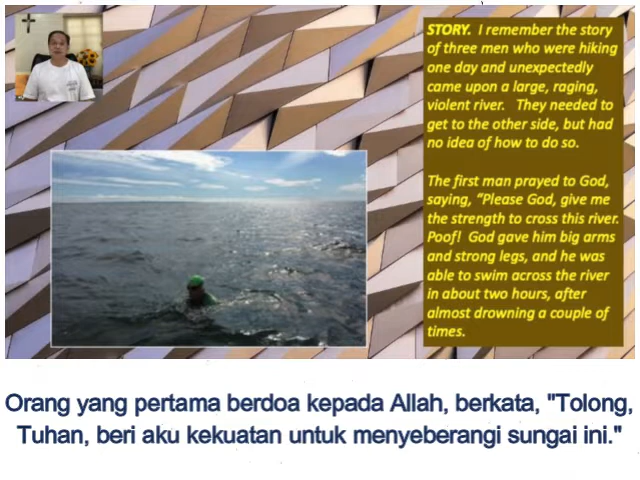 STORY. I remember the story
of three men who were hiking
one day and unexpectedly
came upon a large, raging,
violent river. They needed to
get to the other side, but had
no idea of how to do so.
The first man prayed to God,
saying, “Please God, give me
the strength to cross this river.
Poof! God gave him big arms
and strong legs, and he was
able to swim across the river
in about two hours, after
almost drowning a couple of
times.
Orang yang pertama berdoa kepada Allah, berkata, "Tolong,
Tuhan, beri aku kekuatan untuk menyeberangi sungai ini."